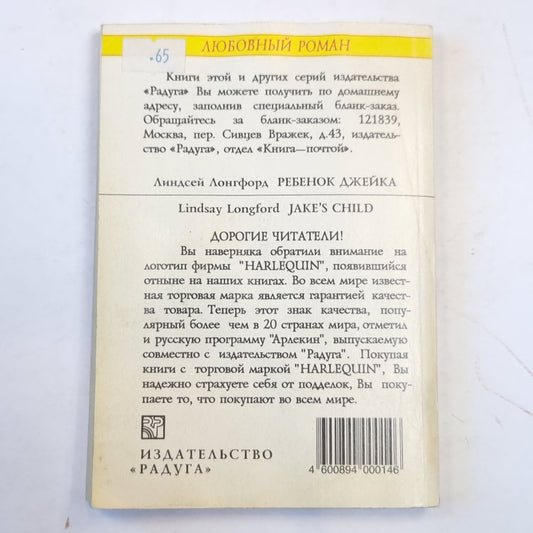 .65
ЛЮБОВНЫЙ РОМАН
Книги этой и других серий издательства
«Радуга» Вы можете получить по домашнему
адресу, заполнив специальный бланк-заказ.
Обращайтесь за бланк-заказом: 121839,
Москва, пер. Сивцев Вражек, д.43, издатель-
ство «Радуга», отдел «Книга—почтой».
Линдсей Лонгфорд РЕБЕНОК ДЖЕЙКА
Lindsay Longford JAKE'S CHILD
ДОРОГИЕ ЧИТАТЕЛИ!
Вы наверняка обратили внимание на
логотип фирмы "HARLEQUIN", появившийся
отныне на наших книгах. Во всем мире извест-
ная торговая марка является гарантией качест-
ва товара. Теперь этот знак качества, попу-
лярный более чем в 20 странах мира, отметил
и русскую программу "Арлекин", выпускаемую
совместно с издательством "Радуга". Покупая
книги с торговой маркой "HARLEQUIN", Вы
надежно страхуете себя от подделок, Вы поку-
паете то, что покупают во всем мире.
ИЗДАТЕЛЬСТВО
«РАДУГА»
4 600894 000146